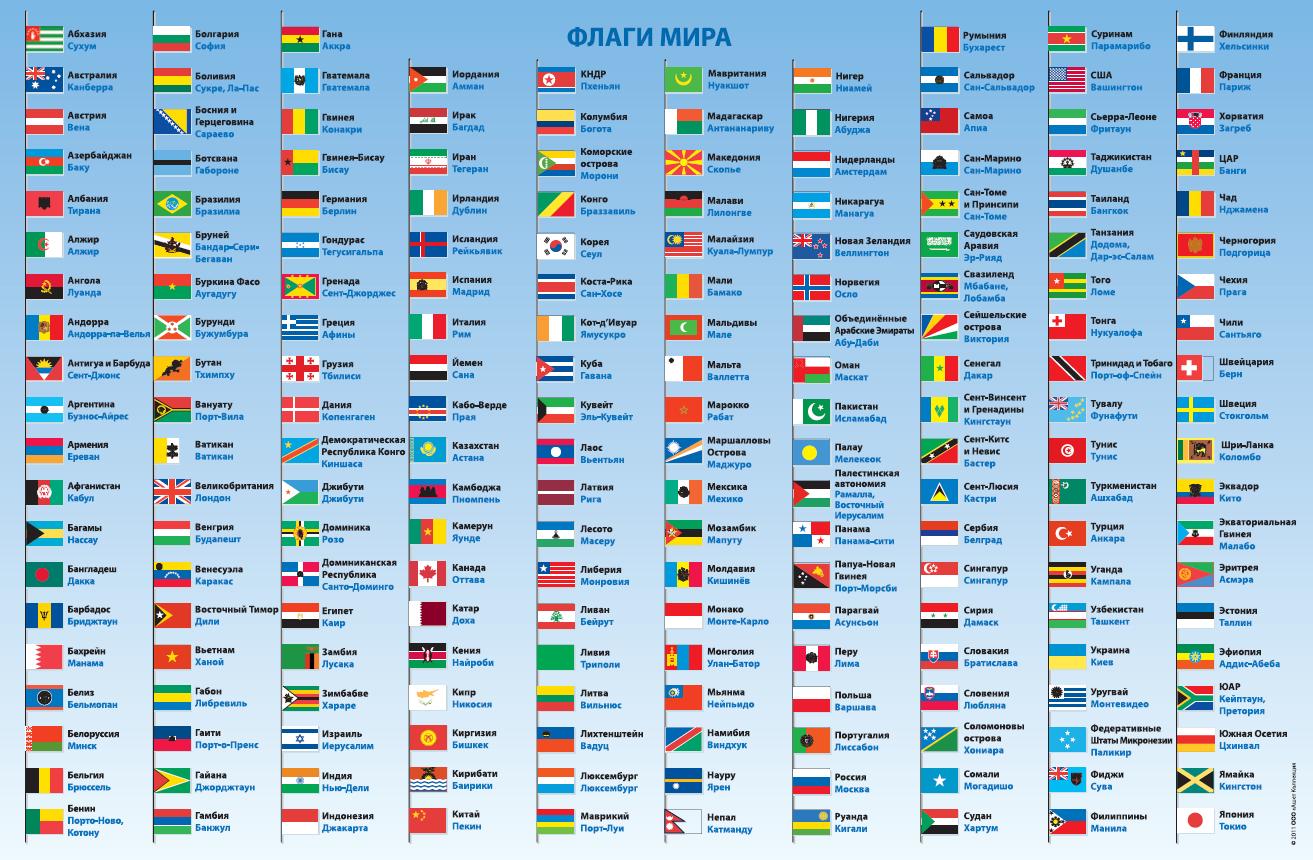 ФЛАГИ МИРА
Абхазия
Сухум
Австралия
Канберра
Австрия
Вена
Азербайджан
Баку
Албания
Тирана
Алжир
Алжир
Ангола
Луанда
Андорра
Андорра-ла-Велья
Антигуа и Барбуда
Сент-Джонс
Аргентина
Буэнос-Айрес
Армения
Ереван
Афганистан
Кабул
Багамы
Нассау
Бангладеш
Дакка
Барбадос
Бриджтаун
Бахрейн
Манама
Белиз
Бельмопан
Белоруссия
Минск
Бельгия
Брюссель
Бенин
Порто-Ново,
Котону
Болгария
София
Боливия
Сукре, Ла-Пас
Босния и
Герцеговина
Сараево
Ботсвана
Габороне
Бразилия
Бразилиа
Бруней
Бандар-Сери-
Бегаван
Буркина Фасо
Уагадугу
Бурунди
Бужумбура
Бутан
Тхимпху
Вануату
Порт-Вила
Ватикан
Ватикан
Великобритания
Лондон
Венгрия
Будапешт
Венесуэла
Каракас
Восточный Тимор
Дили
Вьетнам
Ханой
Габон
Либревиль
Гаити
Порт-о-Пренс
Гайана
Джорджтаун
Гамбия
Банжул
Гана
Аккра
Гватемала
Гватемала
Гвинея
Конакри
Гвинея-Бисау
Бисау
Германия
Берлин
Гондурас
Тегусигальпа
Гренада
Сент-Джорджес
Греция
Афины
Грузия
Тбилиси
Дания
Копенгаген
Демократическая
Республика Конго
Киншаса
Джибути
Джибути
Доминика
Розо
Доминиканская
Республика
Санто-Доминго
Египет
Каир
Замбия
Лусака
Зимбабве
Хараре
Израиль
Иерусалим
Индия
Нью-Дели
Индонезия
Джакарта
Иордания
Амман
Ирак
Багдад
Иран
Тегеран
Ирландия
Дублин
Исландия
Рейкьявик
Испания
Мадрид
Италия
Рим
Йемен
Сана
Кабо-Верде
Прая
Казахстан
Астана
Камбоджа
Пномпень
Камерун
Яунде
Канада
Оттава
Катар
Доха
Кения
Найроби
Кипр
Никосия
Киргизия
Бишкек
Кирибати
Баирики
Китай
Пекин
КНДР
Пхеньян
Колумбия
Богота
Коморские
острова
Морони
Конго
Браззавиль
Корея
Сеул
Коста-Рика
Сан-Хосе
Кот-д'Ивуар
Ямусукро
Куба
Гавана
Кувейт
Эль-Кувейт
Лаос
Вьентьян
Латвия
Рига
Лесото
Масеру
Либерия
Монровия
Ливан
Бейрут
Ливия
Триполи
Литва
Вильнюс
Лихтенштейн
Вадуц
Люксембург
Люксембург
Маврикий
Порт-Луи
Мавритания
Нуакшот
Мадагаскар
Антананариву
Македония
Скопье
Малави
Лилонгве
Малайзия
Куала-Лумпур
Мали
Бамако
Мальдивы
Мале
Мальта
Валлетта
Марокко
Рабат
Маршалловы
Острова
Маджуро
Мексика
Мехико
Мозамбик
Мапуту
Молдавия
Кишинёв
Монако
Монте-Карло
Монголия
Улан-Батор
Мьянма
Нейпьидо
Намибия
Виндхук
Науру
Ярен
Непал
Катманду
Нигер
Ниамей
Нигерия
Абуджа
Нидерланды
Амстердам
Никарагуа
Манагуа
Новая Зеландия
Веллингтон
Норвегия
Осло
Объединённые
Арабские Эмираты
Абу-Даби
Оман
Маскат
Пакистан
Исламабад
Палау
Мелекеок
Палестинская
автономия
Рамалла,
Восточный
Иерусалим
Панама
Панама-сити
Папуа-Новая
Гвинея
Порт-Морсби
Парагвай
Асунсьон
Перу
Лима
Польша
Варшава
Португалия
Лиссабон
Россия
Москва
Руанда
Кигали
Румыния
Бухарест
Сальвадор
Сан-Сальвадор
Самоа
Апиа
Сан-Марино
Сан-Марино
Сан-Томе
и Принсипи
Сан-Томе
Саудовская
Аравия
Эр-Рияд
Свазиленд
Мбабане,
Лобамба
Сейшельские
острова
Виктория
Сенегал
Дакар
Сент-Винсент
и Гренадины
Кингстаун
Сент-Китс
и Невис
Бастер
Сент-Люсия
Кастри
Сербия
Белград
Сингапур
Сингапур
Сирия
Дамаск
Словакия
Братислава
Словения
Любляна
Соломоновы
острова
Хониара
Сомали
Могадишо
Судан
Хартум
Суринам
Парамарибо
США
Вашингтон
Сьерра-Леоне
Фритаун
Таджикистан
Душанбе
Таиланд
Бангкок
Танзания
Додома,
Дар-эс-Салам
Того
Ломе
Тонга
Нукуалофа
Тринидад и Тобаго
Порт-оф-Спейн
Тувалу
Фунафути
Тунис
Тунис
Туркменистан
Ашхабад
Турция
Анкара
Уганда
Кампала
Узбекистан
Ташкент
Украина
Киев
Уругвай
Монтевидео
Федеративные
Штаты Микронезии
Паликир
Фиджи
Сува
Филиппины
Манила
Финляндия
Хельсинки
Франция
Париж
Хорватия
Загреб
ЦАР
Банги
Чад
Нджамена
Черногория
Подгорица
Чехия
Прага
Чили
Сантьяго
Швейцария
Берн
Швеция
Стокгольм
Шри-Ланка
Коломбо
Эквадор
Кито
Экваториальная
Гвинея
Малабо
Эритрея
Асмэра
Эстония
Таллин
Эфиопия
Аддис-Абеба
ЮАР
Кейптаун,
Претория
Южная Осетия
Цхинвал
Ямайка
Кингстон
Япония
Токио
© 2011 ООО «Ашет Коллекция»